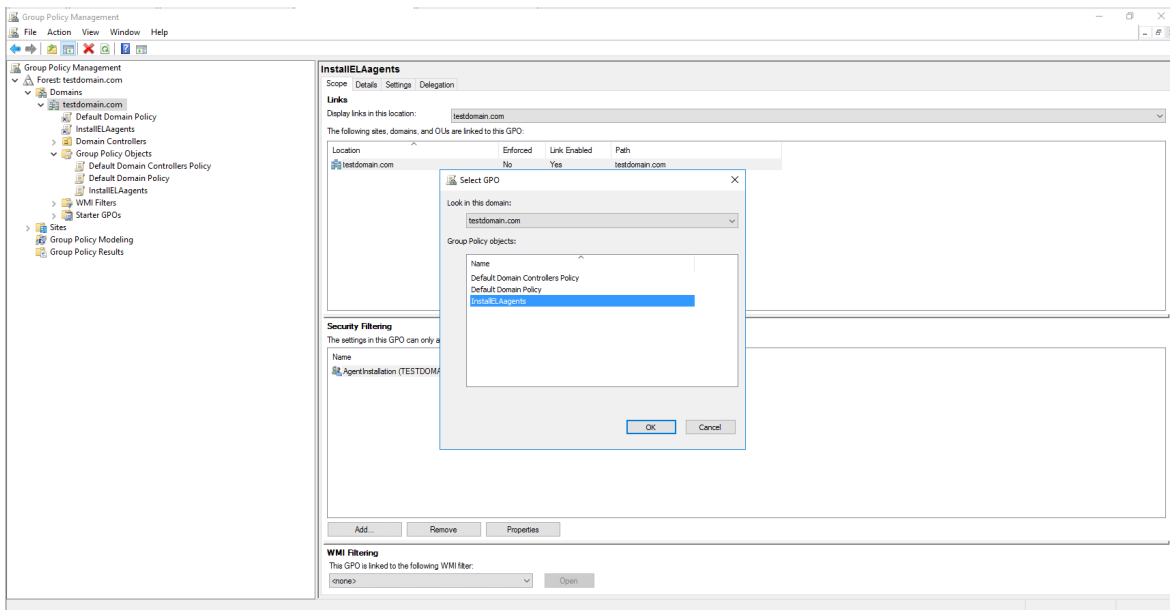 Group Policy Management
File Action View Window Help
Group Policy Management
Forest: testdomain.com
Domains
testdomain.com
Default Domain Policy
InstallELAagents
Domain Controllers
Group Policy Objects
Default Domain Controllers Policy
Default Domain Policy
InstallELAagents
WMI Filters
Starter GPOs
Sites
Group Policy Modeling
Group Policy Results
InstallELAagents
Scope Details Settings Delegation
Links
Display links in this location: testdomain.com
The following sites, domains, and OUs are linked to this GPO:
Location Enforced Link Enabled Path
testdomain.com No Yes testdomain.com
Select GPO
Look in this domain:
testdomain.com
Group Policy objects:
Name
Default Domain Controllers Policy
Default Domain Policy
InstallELAagents
OK Cancel
Security Filtering
The settings in this GPO can only a
Name
AgentInstallation (TESTDOMA
Add... Remove Properties
WMI Filtering
This GPO is linked to the following WMI filter:
<none> Open